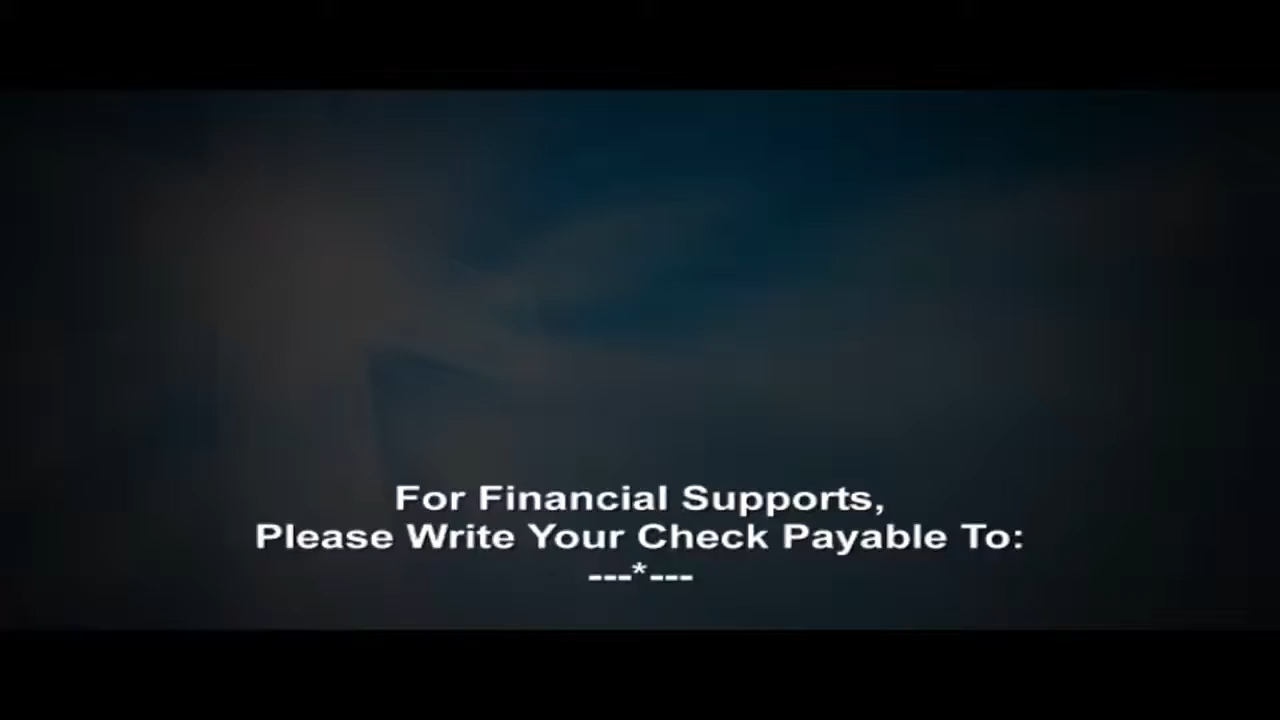 For Financial Supports,
Please Write Your Check Payable To:
---*---